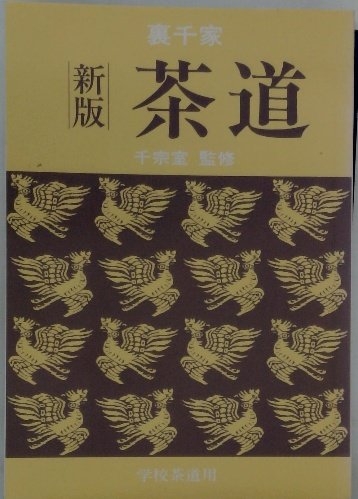 裏千家
新版
茶道
千宗室 監修
学校茶道用